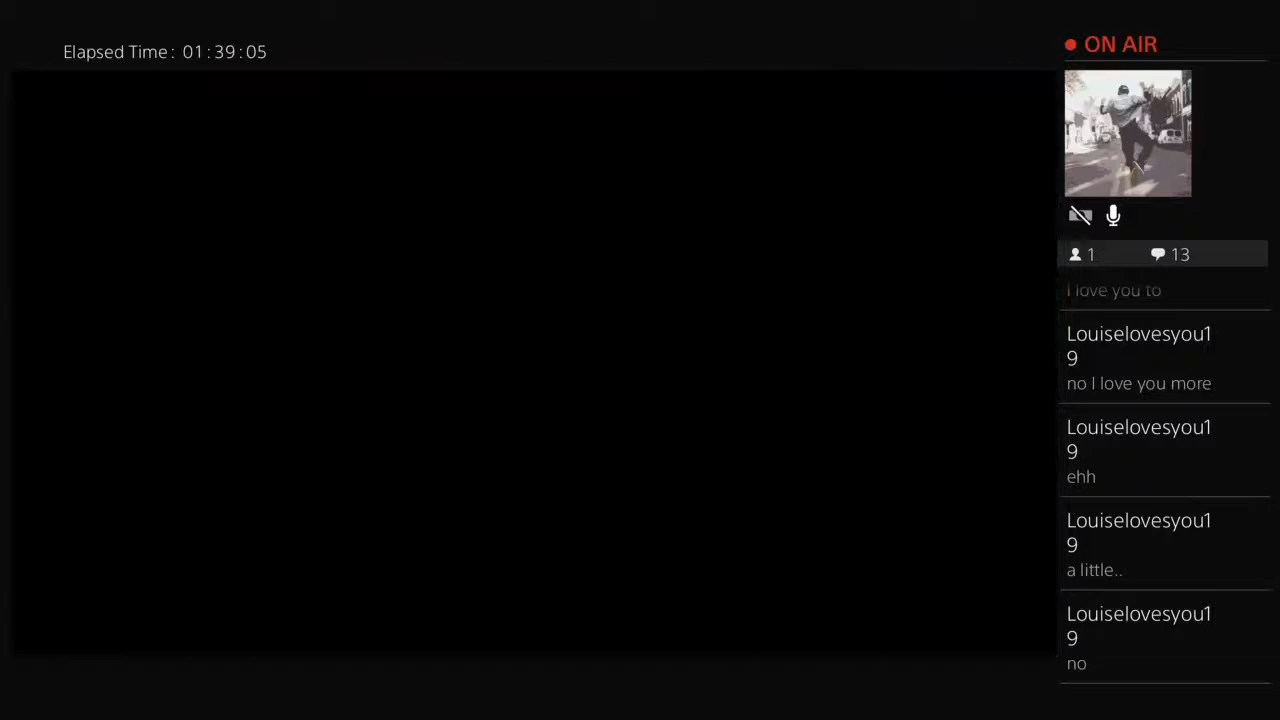 Elapsed Time: 01:39:05
ON AIR
1 13
I love you to
Louiselovesyou1
9
no I love you more
Louiselovesyou1
9
ehh
Louiselovesyou1
9
a little..
Louiselovesyou1
9
no